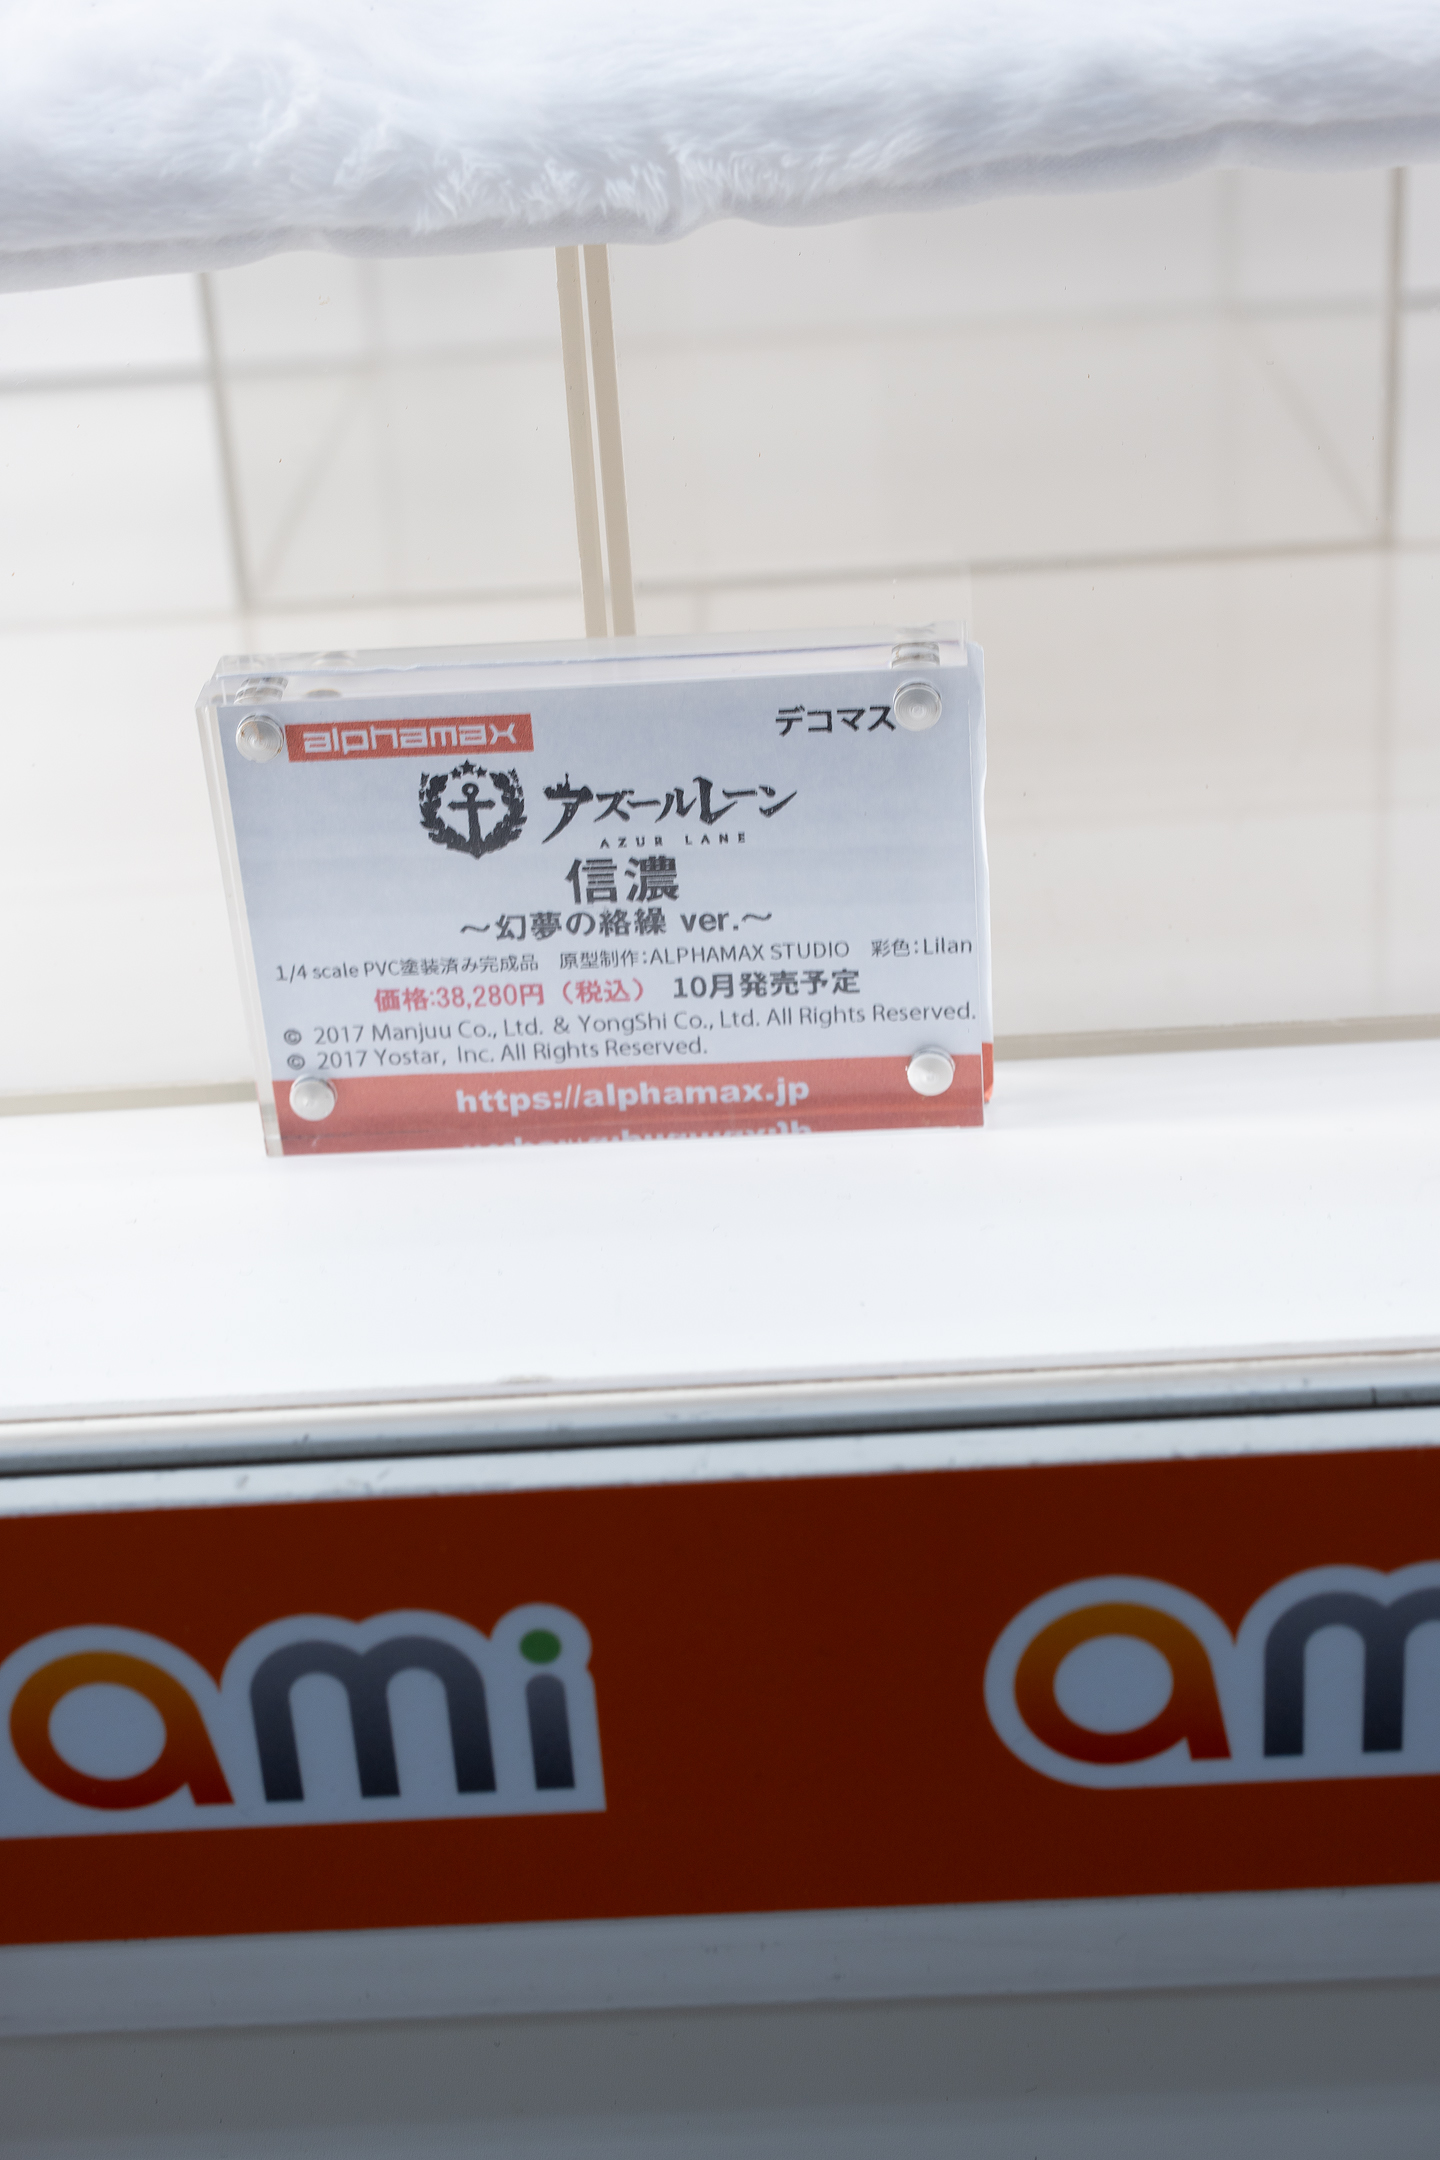 alphamax
デコマス
アズールレーン
AZUR LANE
信濃
～幻夢の絡繰 ver.～
1/4 scale PVC塗装済み完成品　原型制作：ALPHAMAX STUDIO　彩色：Lilan
価格:38,280円（税込）　10月発売予定
© 2017 Manjuu Co., Ltd. & YongShi Co., Ltd. All Rights Reserved.
© 2017 Yostar, Inc. All Rights Reserved.
https://alphamax.jp
ami
am